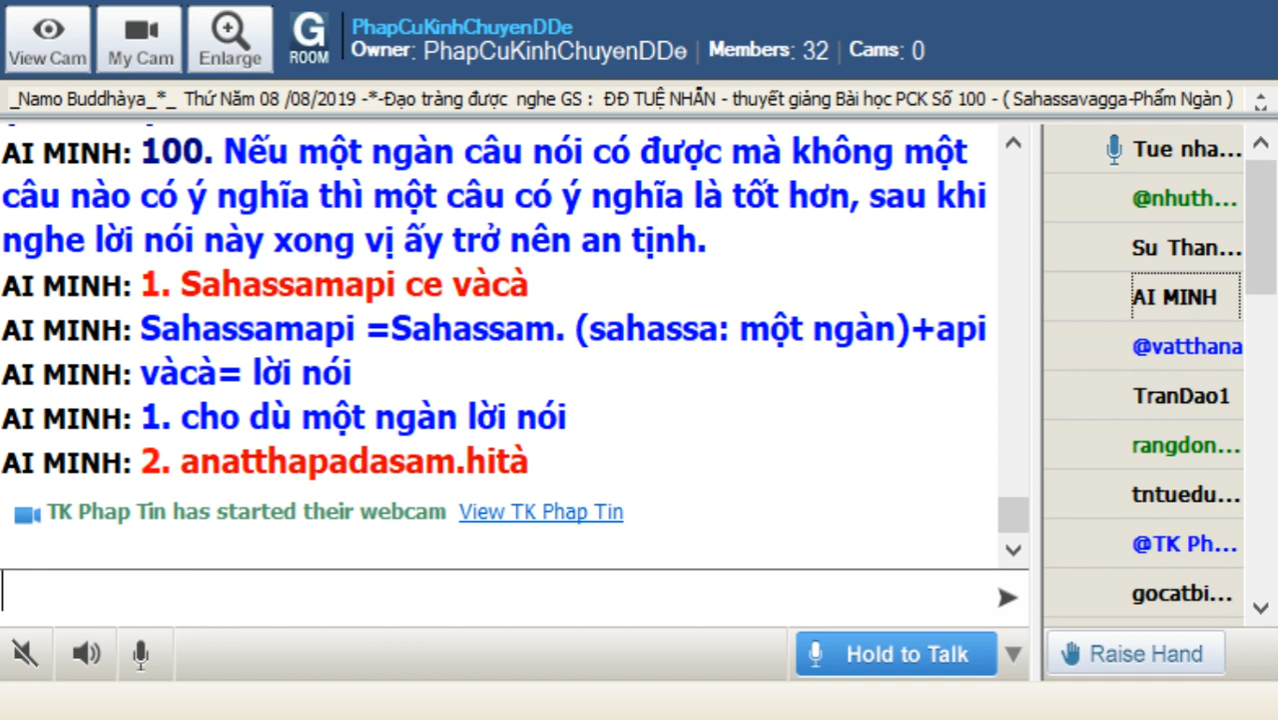 View Cam
My Cam
Enlarge
G
ROOM
PhapCuKinhChuyenDDe
Owner: PhapCuKinhChuyenDDe | Members: 32 | Cams: 0
_Namo Buddhàya_*_ Thứ Năm 08 /08/2019 -*-Đạo tràng được nghe GS : ĐĐ TUỆ NHẪN - thuyết giảng Bài học PCK Số 100 - ( Sahassavagga-Phẩm Ngàn )
AI MINH: 100. Nếu một ngàn câu nói có được mà không một
câu nào có ý nghĩa thì một câu có ý nghĩa là tốt hơn, sau khi
nghe lời nói này xong vị ấy trở nên an tịnh.
AI MINH: 1. Sahassamapi ce vàcà
AI MINH: Sahassamapi =Sahassam. (sahassa: một ngàn)+api
AI MINH: vàcà= lời nói
AI MINH: 1. cho dù một ngàn lời nói
AI MINH: 2. anatthapadasam.hità
TK Phap Tin has started their webcam View TK Phap Tin
Tue nha...
@nhuth...
Su Than...
AI MINH
@vatthana
TranDao1
rangdon...
tntuedu...
@TK Ph...
gocatbi...
Hold to Talk
Raise Hand